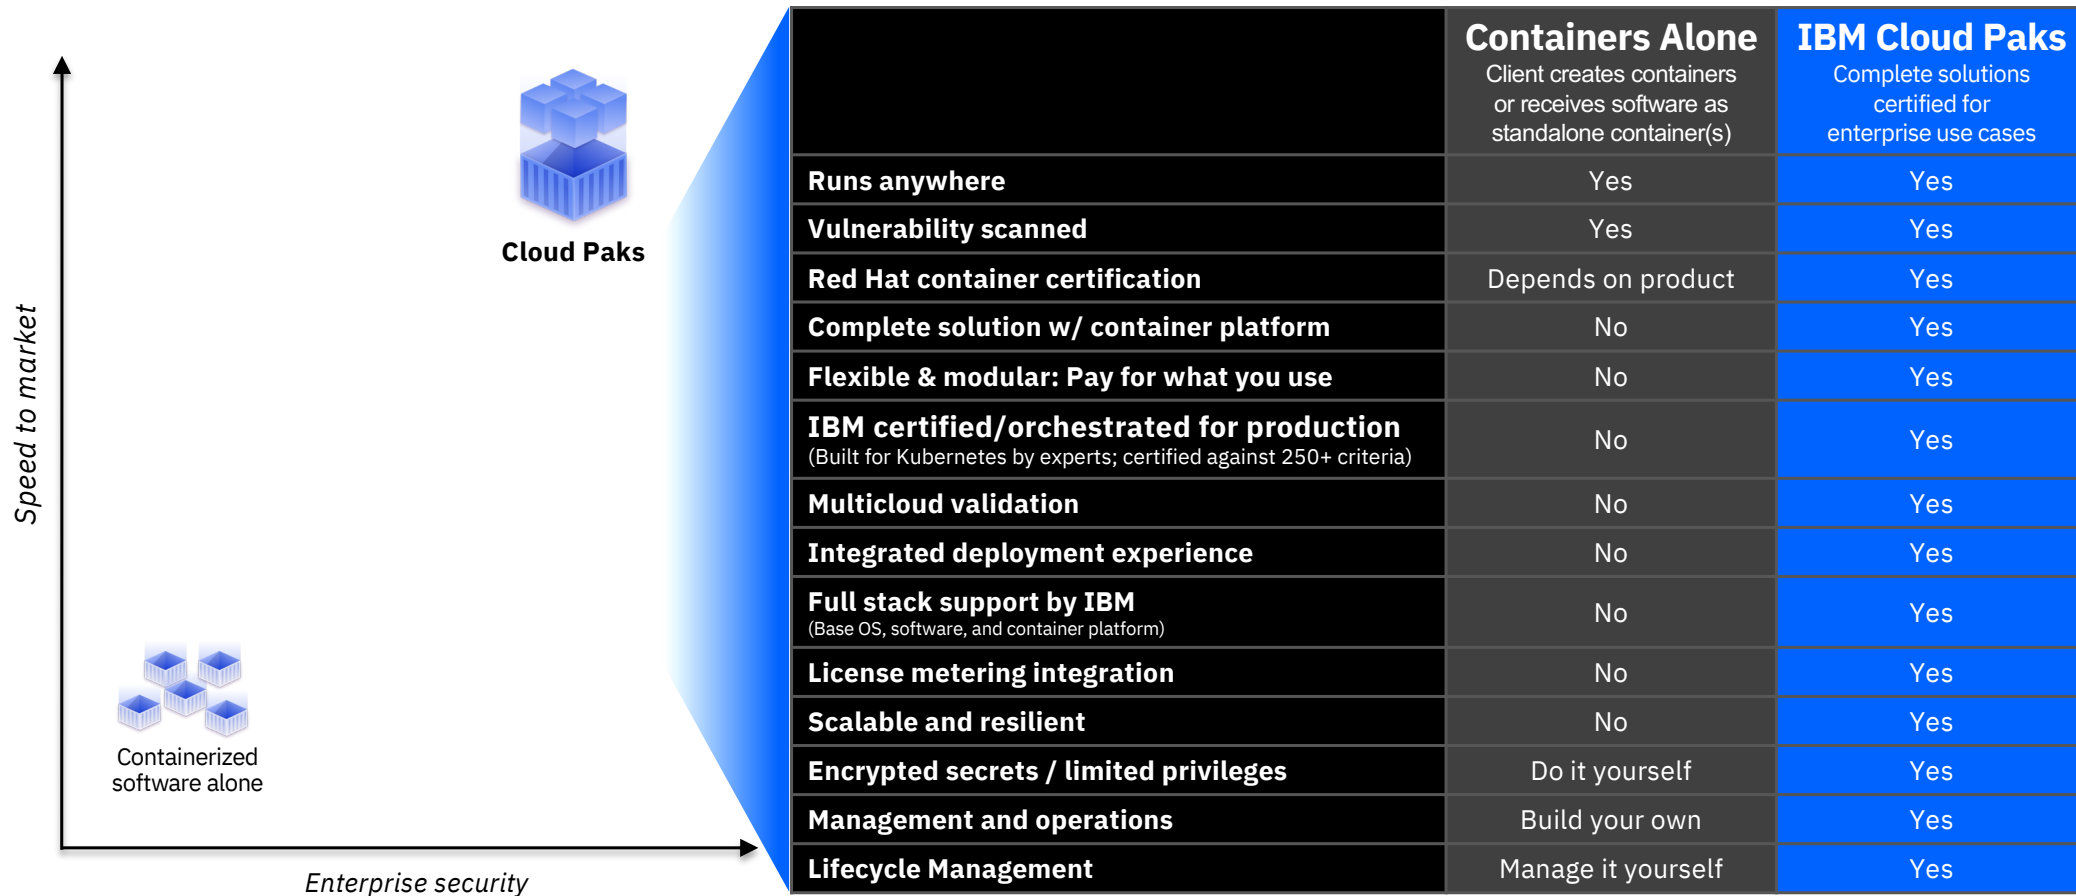 Speed to market
Cloud Paks
Containerized
software alone
Enterprise security
Containers Alone
Client creates containers
or receives software as
standalone container(s)
IBM Cloud Paks
Complete solutions
certified for
enterprise use cases
Runs anywhere Yes Yes
Vulnerability scanned Yes Yes
Red Hat container certification Depends on product Yes
Complete solution w/ container platform No Yes
Flexible & modular: Pay for what you use No Yes
IBM certified/orchestrated for production
(Built for Kubernetes by experts; certified against 250+ criteria)
No Yes
Multicloud validation No Yes
Integrated deployment experience No Yes
Full stack support by IBM
(Base OS, software, and container platform)
No Yes
License metering integration No Yes
Scalable and resilient No Yes
Encrypted secrets / limited privileges Do it yourself Yes
Management and operations Build your own Yes
Lifecycle Management Manage it yourself Yes